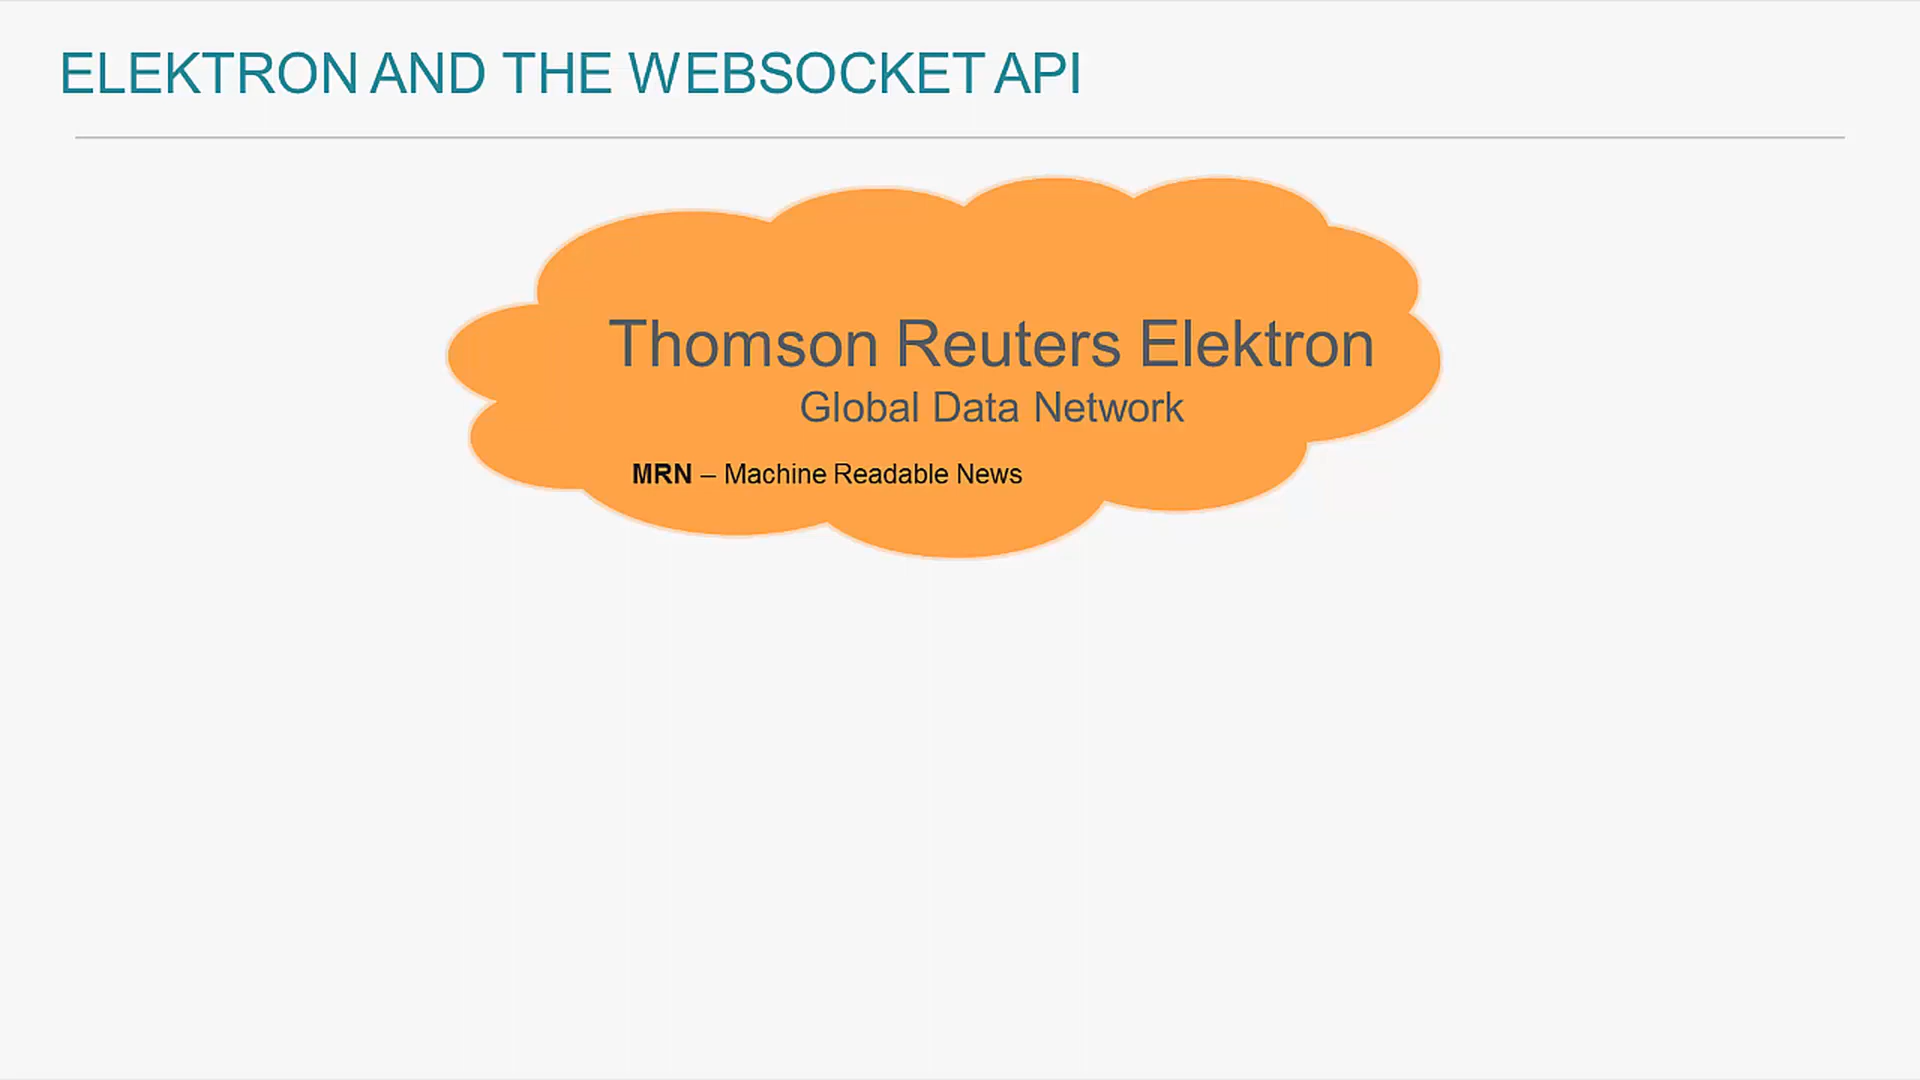 ELEKTRON AND THE WEBSOCKET API
Thomson Reuters Elektron
Global Data Network
MRN – Machine Readable News